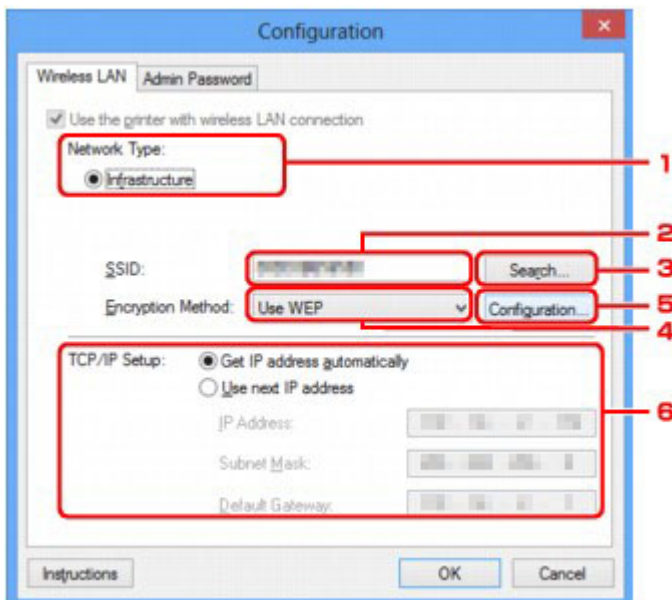 Configuration
Wireless LAN Admin Password
Use the printer with wireless LAN connection
Network Type:
1
Infrastructure
2
SSID: Search... 3
Encryption Method: Use WEP Configuration... 5
4
TCP/IP Setup: Get IP address automatically
Use next IP address
6
IP Address:
Subnet Mask:
Default Gateway:
Instructions OK Cancel